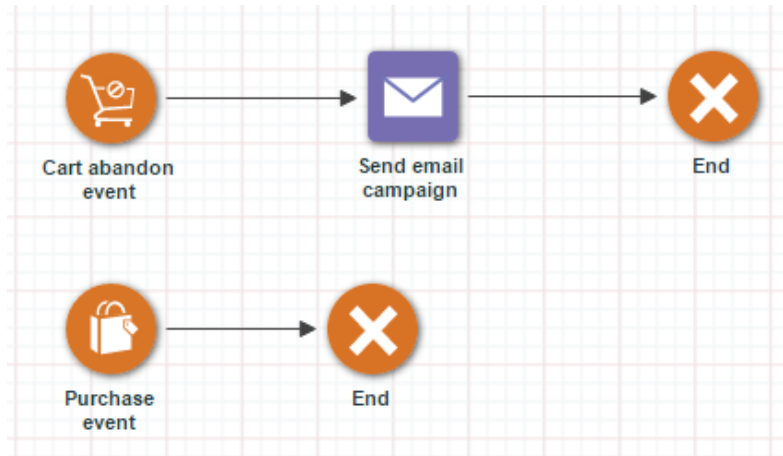 Cart abandon
event
Send email
campaign
End
Purchase
event
End